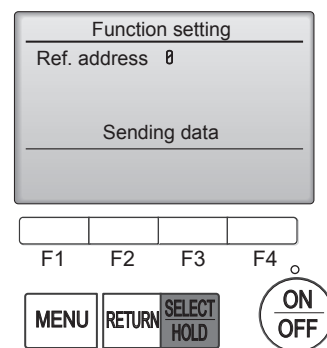 Function setting
Ref. address 0
Sending data
F1 F2 F3 F4
MENU RETURN SELECT HOLD ON OFF